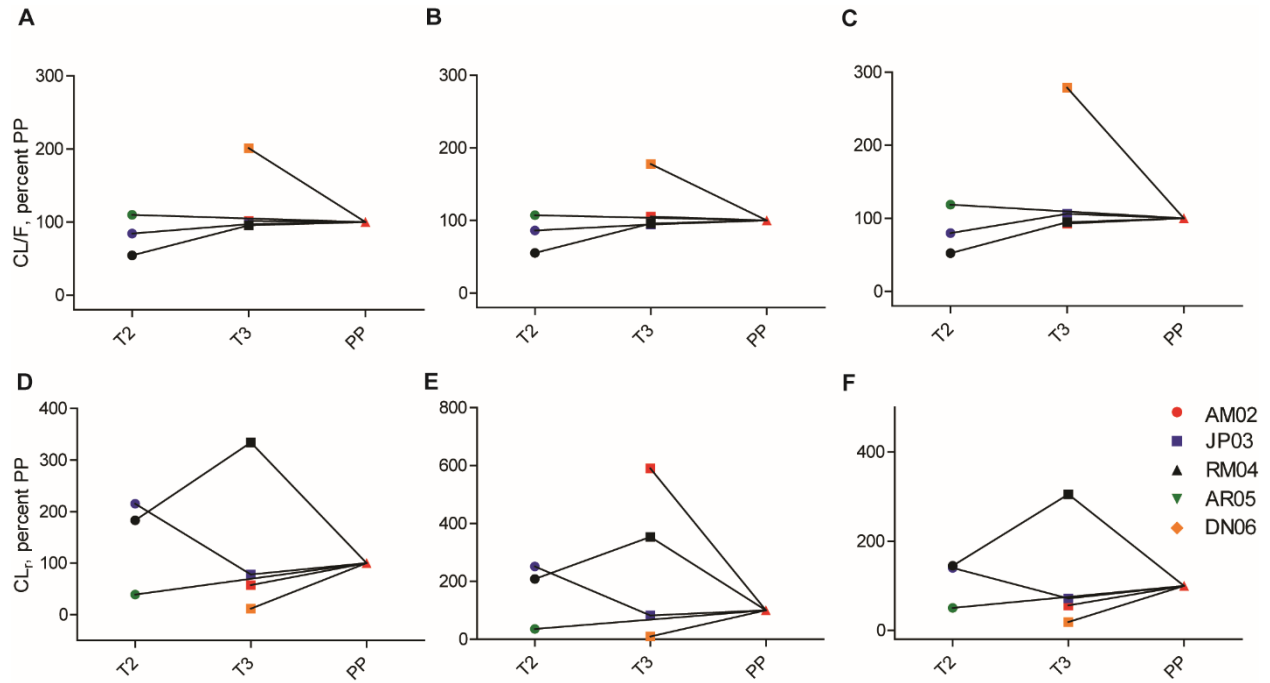 A
CL/F, percent PP
300
200
100
0
T2
T3
PP
B
300
200
100
0
T2
T3
PP
C
300
200
100
0
T2
T3
PP
D
CLr, percent PP
400
300
200
100
0
T2
T3
PP
E
800
600
400
200
0
T2
T3
PP
F
400
200
0
T2
T3
PP
AM02
JP03
RM04
AR05
DN06